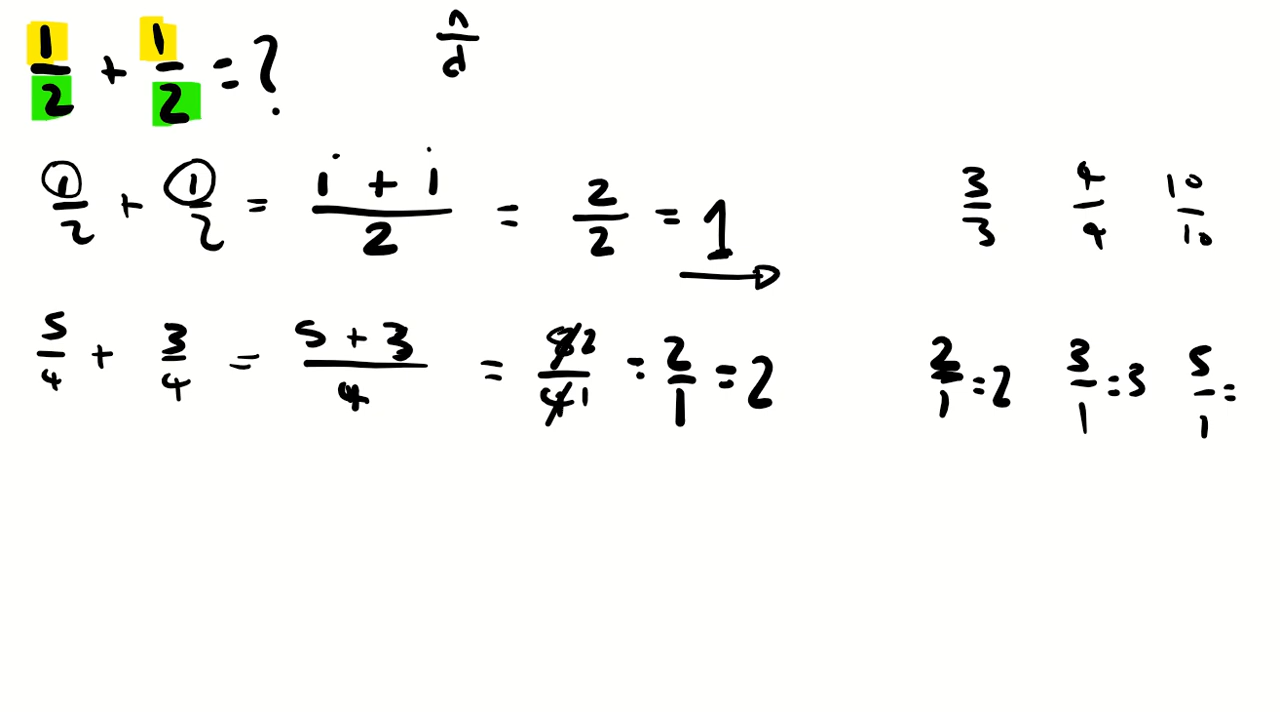 1/2 + 1/2 = ?
n/d
1/2 + 1/2 = (1 + 1)/2 = 2/2 = 1
3/3 4/4 10/10
5/4 + 3/4 = (5 + 3)/4 = 8/4 2/1 = 2/1 = 2
2/1 = 2 3/1 = 3 5/1 =